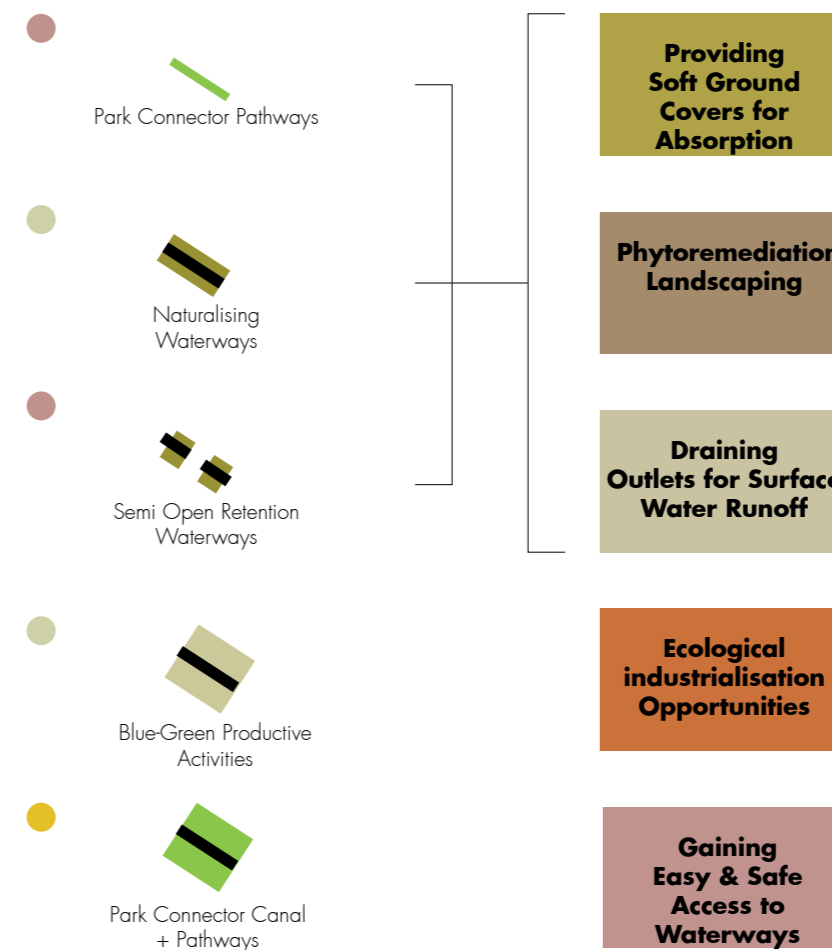 Park Connector Pathways
Naturalising
Waterways
Semi Open Retention
Waterways
Blue-Green Productive
Activities
Park Connector Canal
+ Pathways
Providing
Soft Ground
Covers for
Absorption
Phytoremediation
Landscaping
Draining
Outlets for Surface
Water Runoff
Ecological
industrialisation
Opportunities
Gaining
Easy & Safe
Access to
Waterways